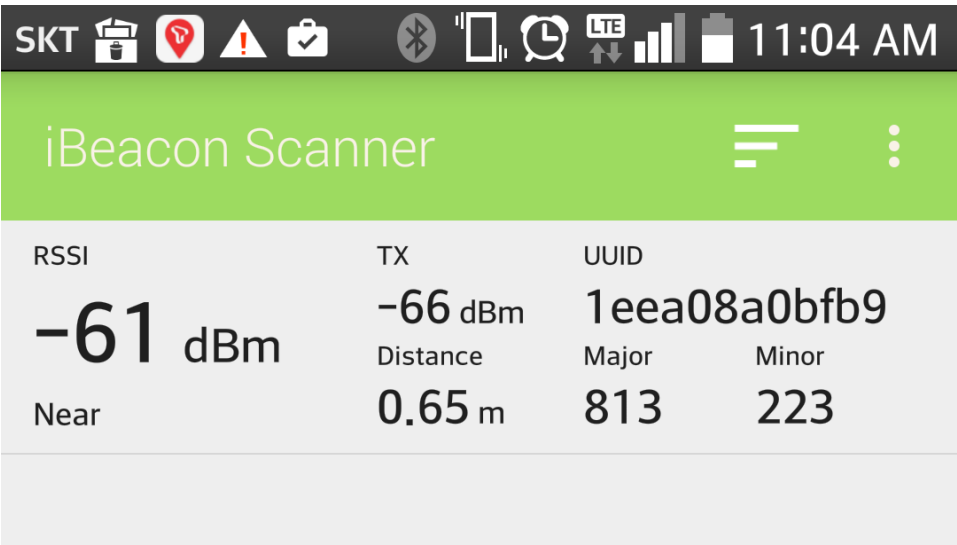 SKT LTE 11:04 AM
iBeacon Scanner
RSSI TX UUID
-61 dBm -66 dBm 1eea08a0bfb9
Distance Major Minor
Near 0.65 m 813 223